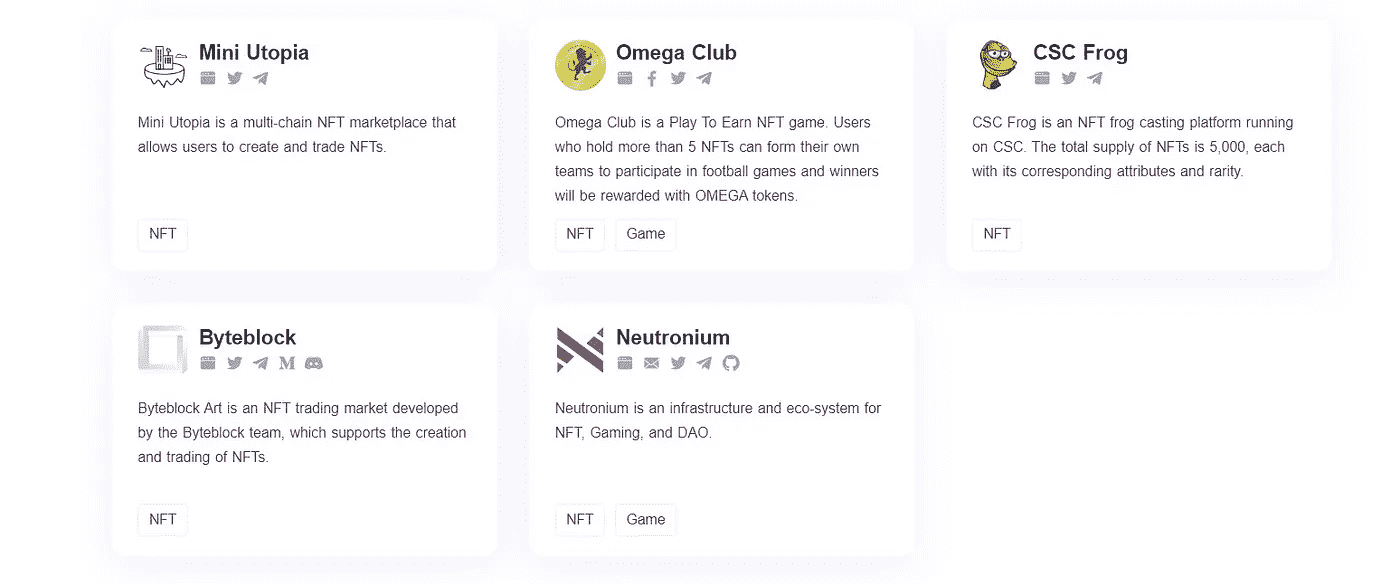 Mini Utopia
Mini Utopia is a multi-chain NFT marketplace that
allows users to create and trade NFTs.
NFT
Omega Club
Omega Club is a Play To Earn NFT game. Users
who hold more than 5 NFTs can form their own
teams to participate in football games and winners
will be rewarded with OMEGA tokens.
NFT Game
CSC Frog
CSC Frog is an NFT frog casting platform running
on CSC. The total supply of NFTs is 5,000, each
with its corresponding attributes and rarity.
NFT
Byteblock
Byteblock Art is an NFT trading market developed
by the Byteblock team, which supports the creation
and trading of NFTs.
NFT
Neutronium
Neutronium is an infrastructure and eco-system for
NFT, Gaming, and DAO.
NFT Game